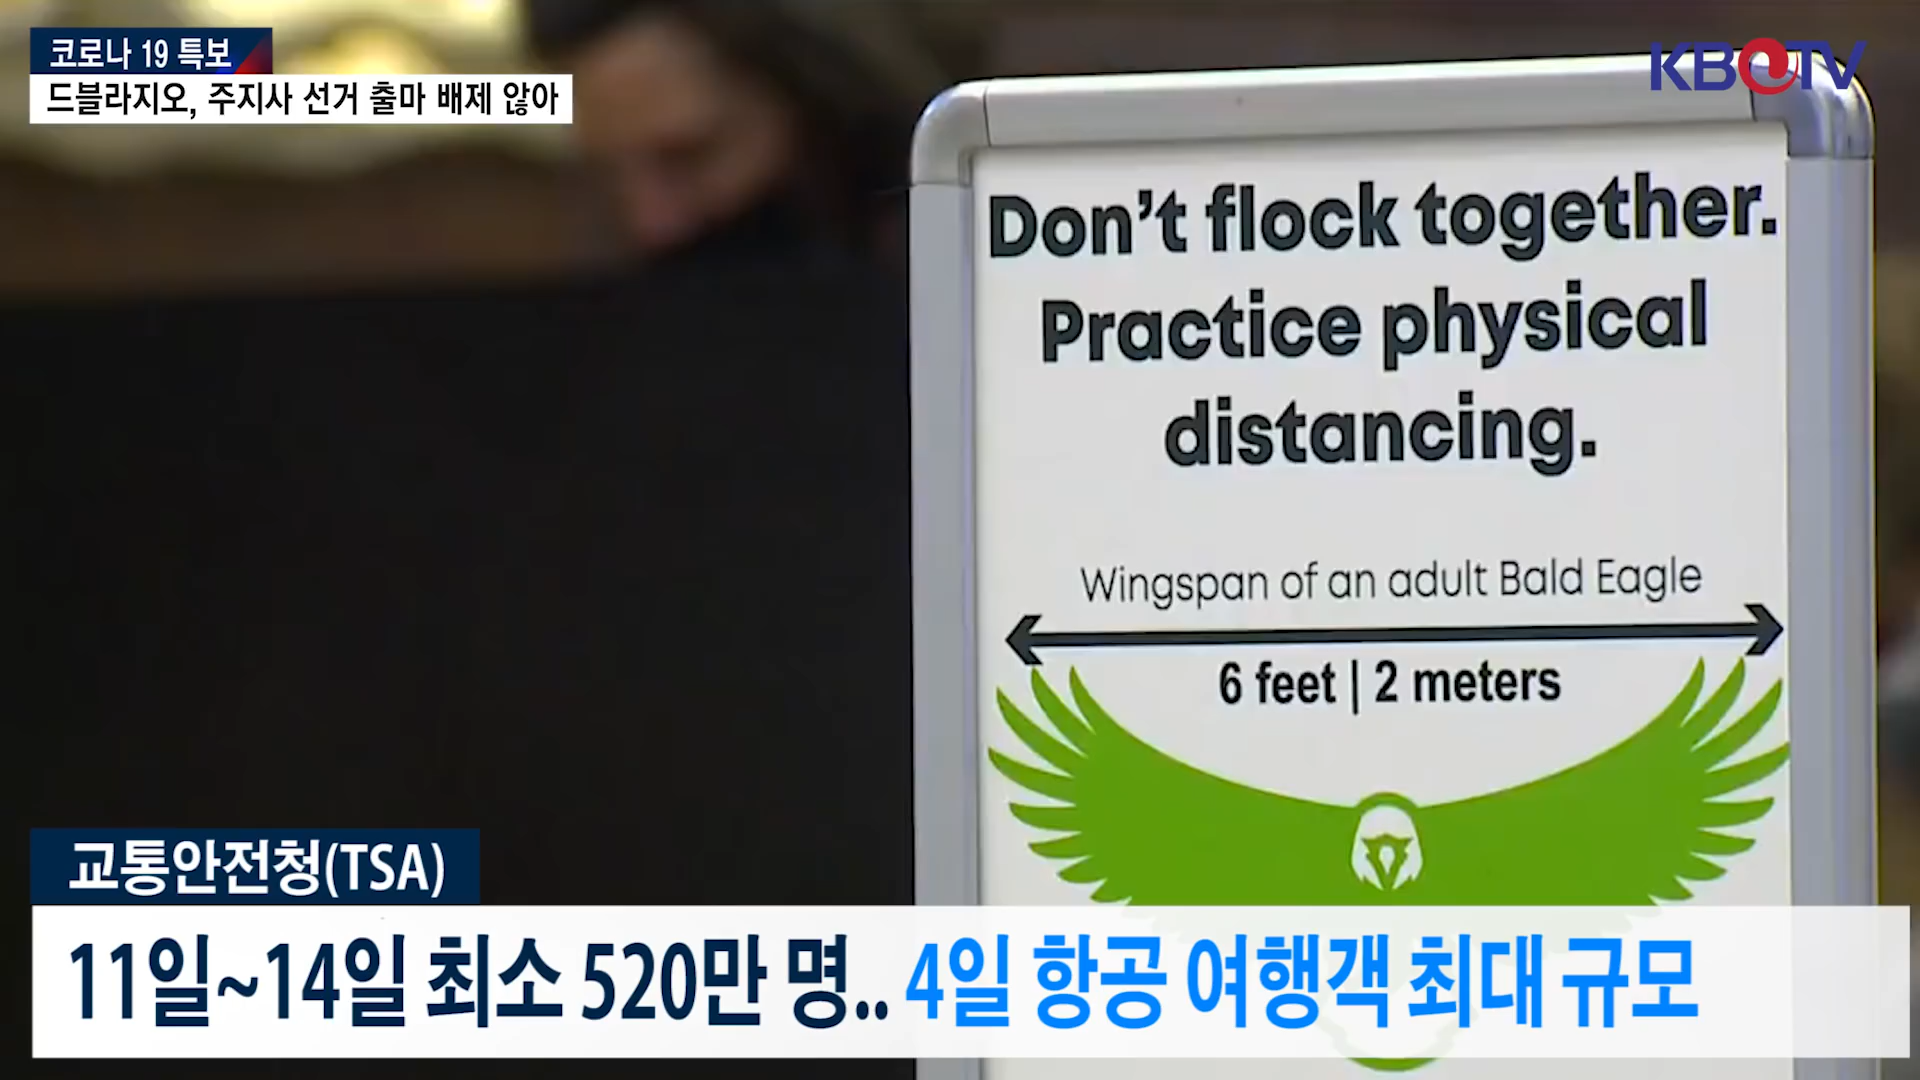 코로나 19 특보
드블라지오, 주지사 선거 출마 배제 않아
KBTV
Don't flock together.
Practice physical
distancing.
Wingspan of an adult Bald Eagle
6 feet | 2 meters
교통안전청(TSA)
11일~14일 최소 520만 명.. 4일 항공 여행객 최대 규모